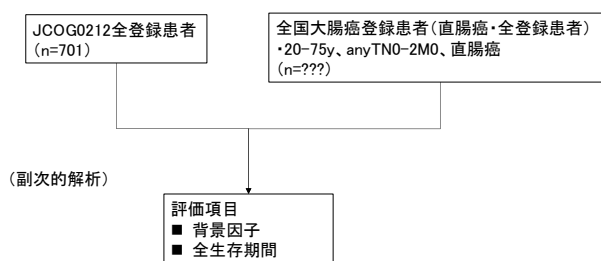 JCOG0212全登録患者
(n=701)
全国大腸癌登録患者(直腸癌・全登録患者)
・20-75y、anyTN0-2M0、直腸癌
(n=???)
(副次的解析)
評価項目
■ 背景因子
■ 全生存期間